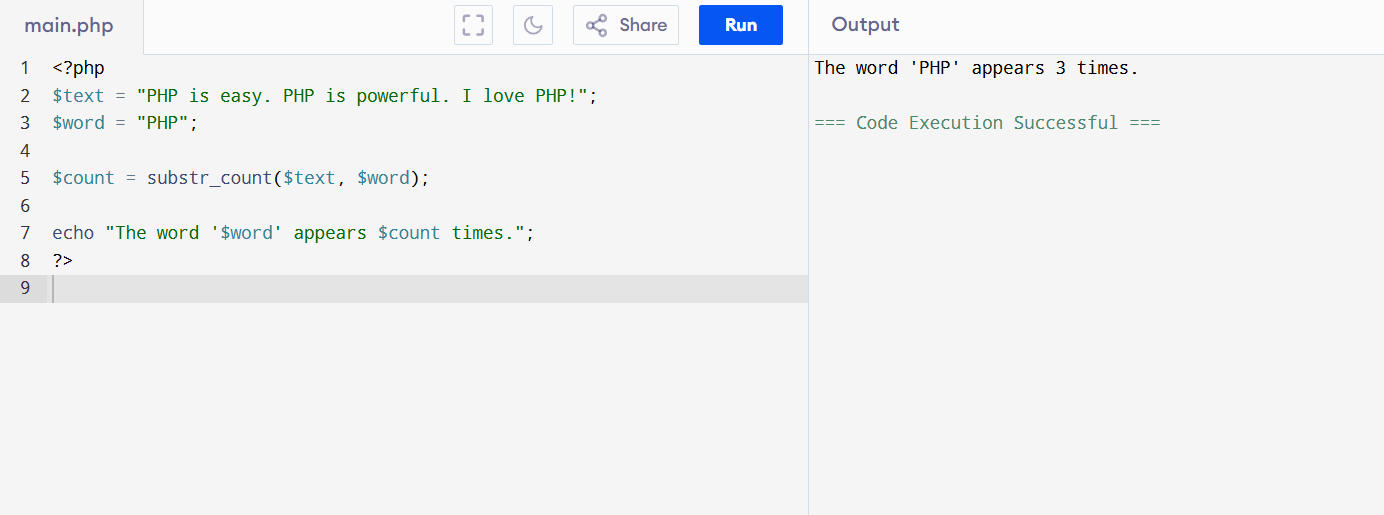 main.php
Share
Run
Output
1 <?php
2 $text = "PHP is easy. PHP is powerful. I love PHP!";
3 $word = "PHP";
4
5 $count = substr_count($text, $word);
6
7 echo "The word '$word' appears $count times.";
8 ?>
9
The word 'PHP' appears 3 times.
=== Code Execution Successful ===